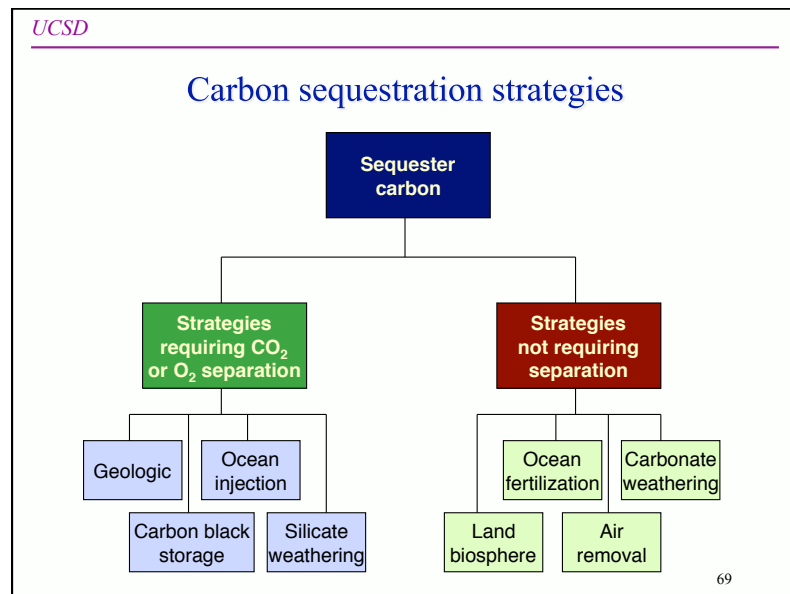 UCSD
Carbon sequestration strategies
Sequester
carbon
Strategies
requiring CO₂
or O₂ separation
Strategies
not requiring
separation
Geologic
Ocean
injection
Carbon black
storage
Silicate
weathering
Ocean
fertilization
Carbonate
weathering
Land
biosphere
Air
removal
69